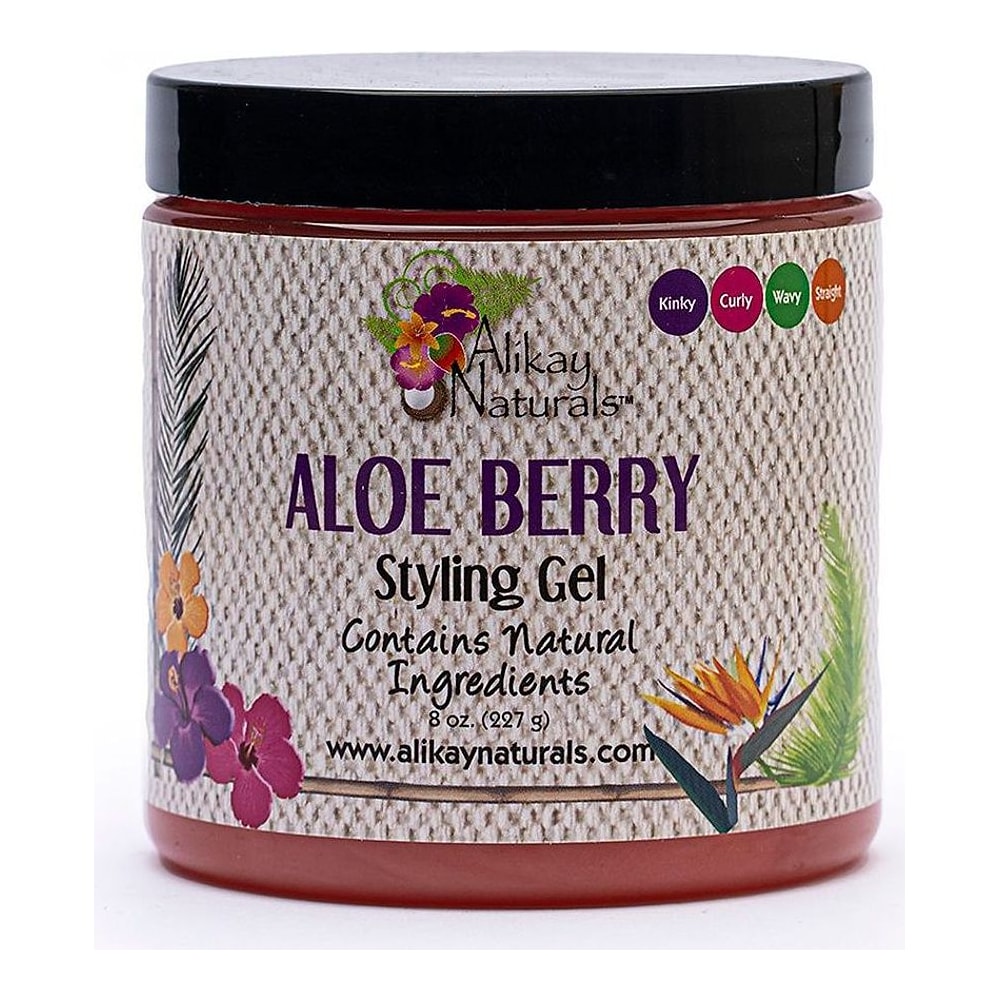 Kinky Curly Wavy Straight
Alikay
Naturals™
ALOE BERRY
Styling Gel
Contains Natural
Ingredients
8 oz. (227 g)
www.alikaynaturals.com